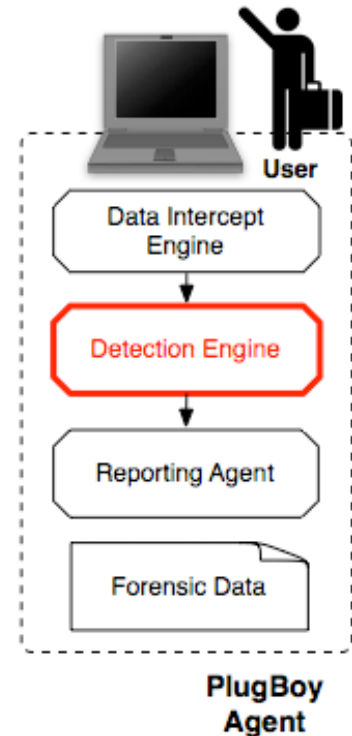 User
Data Intercept
Engine
Detection Engine
Reporting Agent
Forensic Data
PlugBoy
Agent